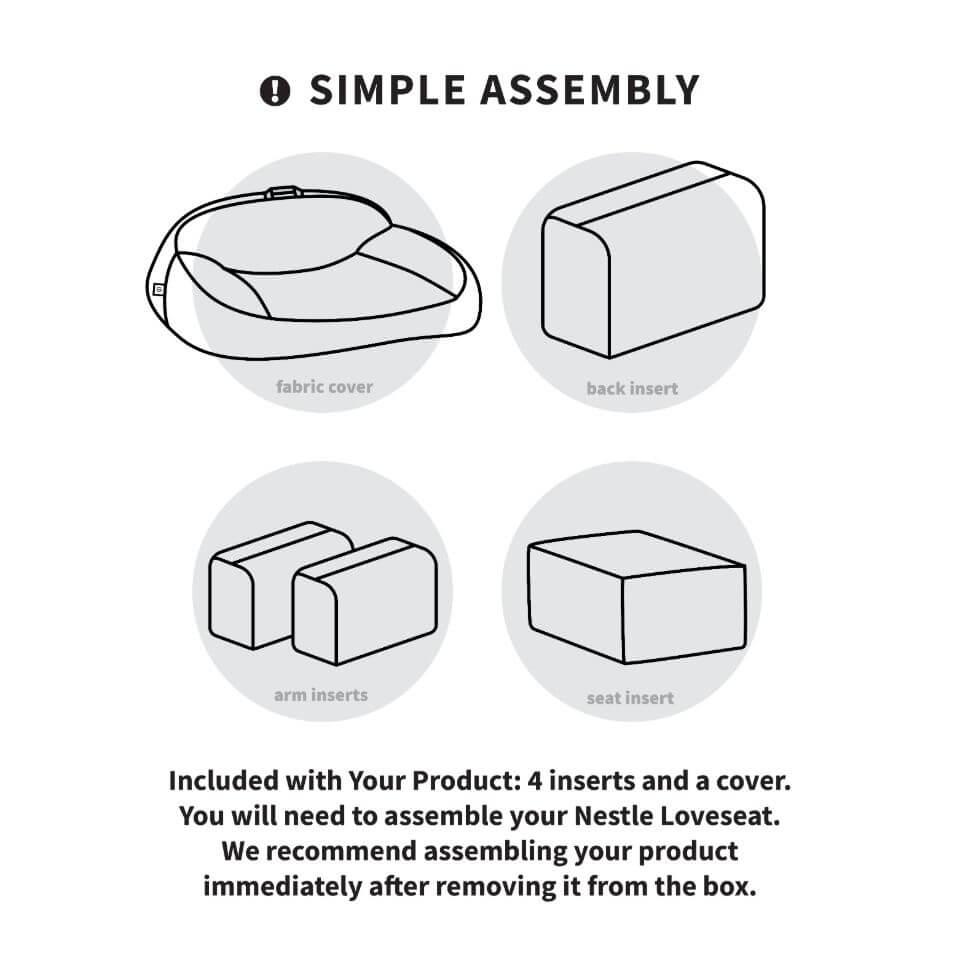 ! SIMPLE ASSEMBLY
fabric cover
back insert
arm inserts
seat insert
Included with Your Product: 4 inserts and a cover.
You will need to assemble your Nestle Loveseat.
We recommend assembling your product
immediately after removing it from the box.